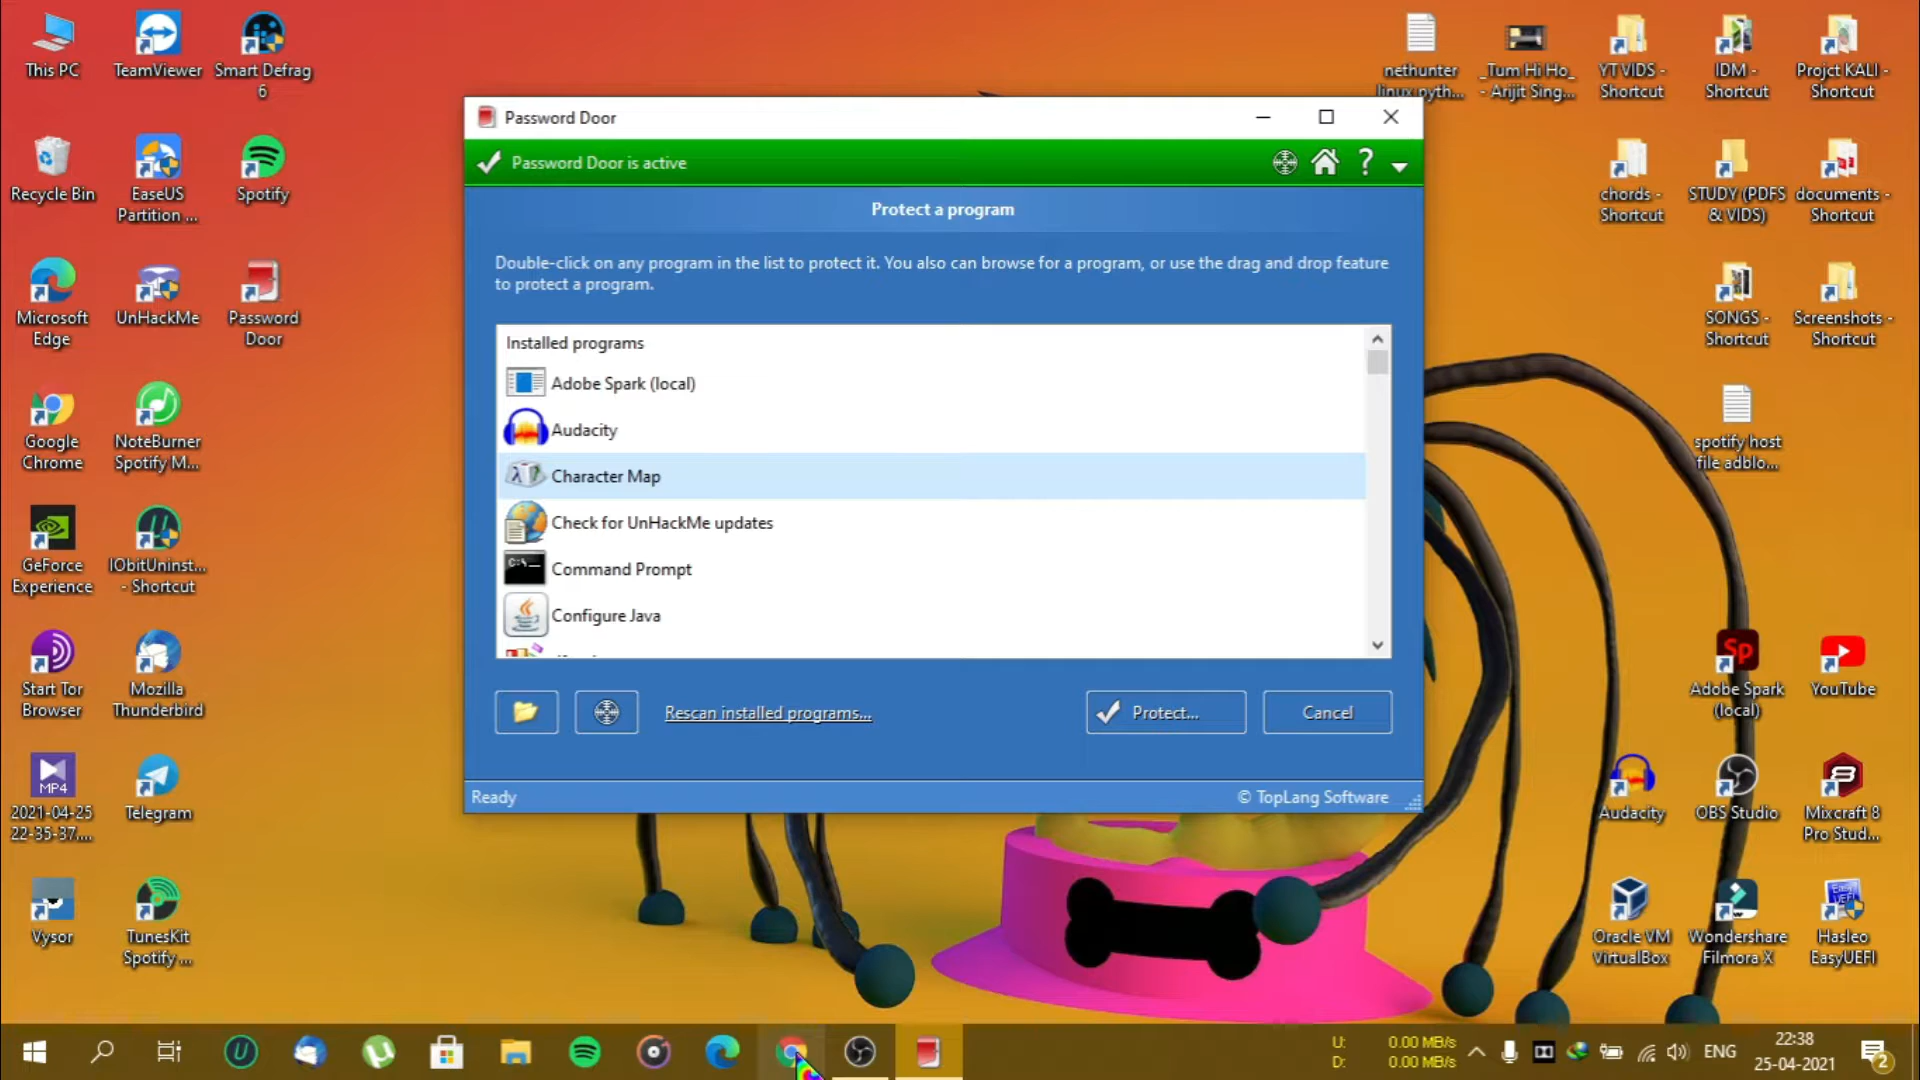 This PC
TeamViewer
Smart Defrag
6
nethunter
linux pyth...
_Tum Hi Ho_
- Arijit Sing...
YT VIDS -
Shortcut
IDM -
Shortcut
Projct KALI -
Shortcut
Recycle Bin
EaseUS
Partition ...
Spotify
chords -
Shortcut
STUDY (PDFS
& VIDS)
documents -
Shortcut
Microsoft
Edge
UnHackMe
Password
Door
SONGS -
Shortcut
Screenshots -
Shortcut
Google
Chrome
NoteBurner
Spotify M...
spotify host
file adblo...
GeForce
Experience
IObitUninst...
- Shortcut
Start Tor
Browser
Mozilla
Thunderbird
Sp
Adobe Spark
(local)
YouTube
MP4
2021-04-25
22-35-37....
Telegram
Audacity
OBS Studio
Mixcraft 8
Pro Stud...
Vysor
TunesKit
Spotify ...
Oracle VM
VirtualBox
Wondershare
Filmora X
Easy
UEFI
Hasleo
EasyUEFI
Password Door
Password Door is active
?
Protect a program
Double-click on any program in the list to protect it. You also can browse for a program, or use the drag and drop feature
to protect a program.
Installed programs
Adobe Spark (local)
Audacity
Character Map
Check for UnHackMe updates
C:\
Command Prompt
Configure Java
Rescan installed programs...
Protect...
Cancel
Ready
© TopLang Software
U: 0.00 MB/s
D: 0.00 MB/s
ENG
22:38
25-04-2021
2